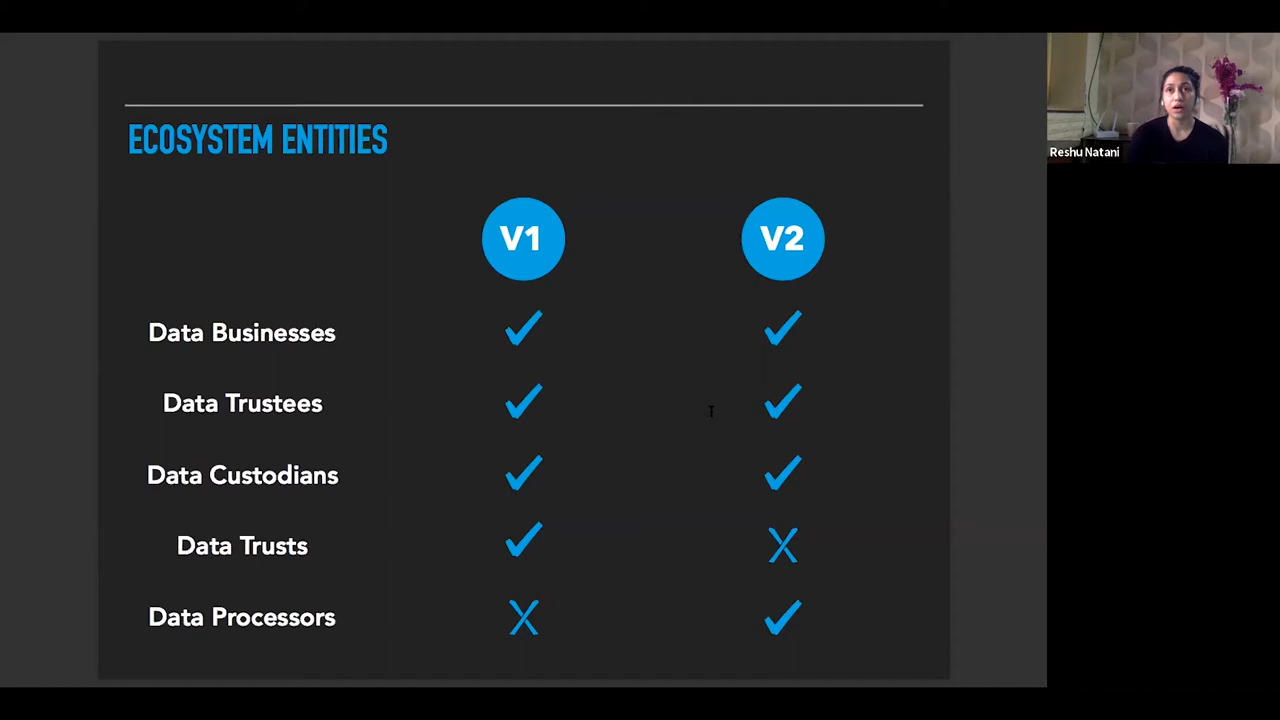 ECOSYSTEM ENTITIES
Reshu Natani
V1 V2
Data Businesses
Data Trustees
Data Custodians
Data Trusts X
Data Processors X